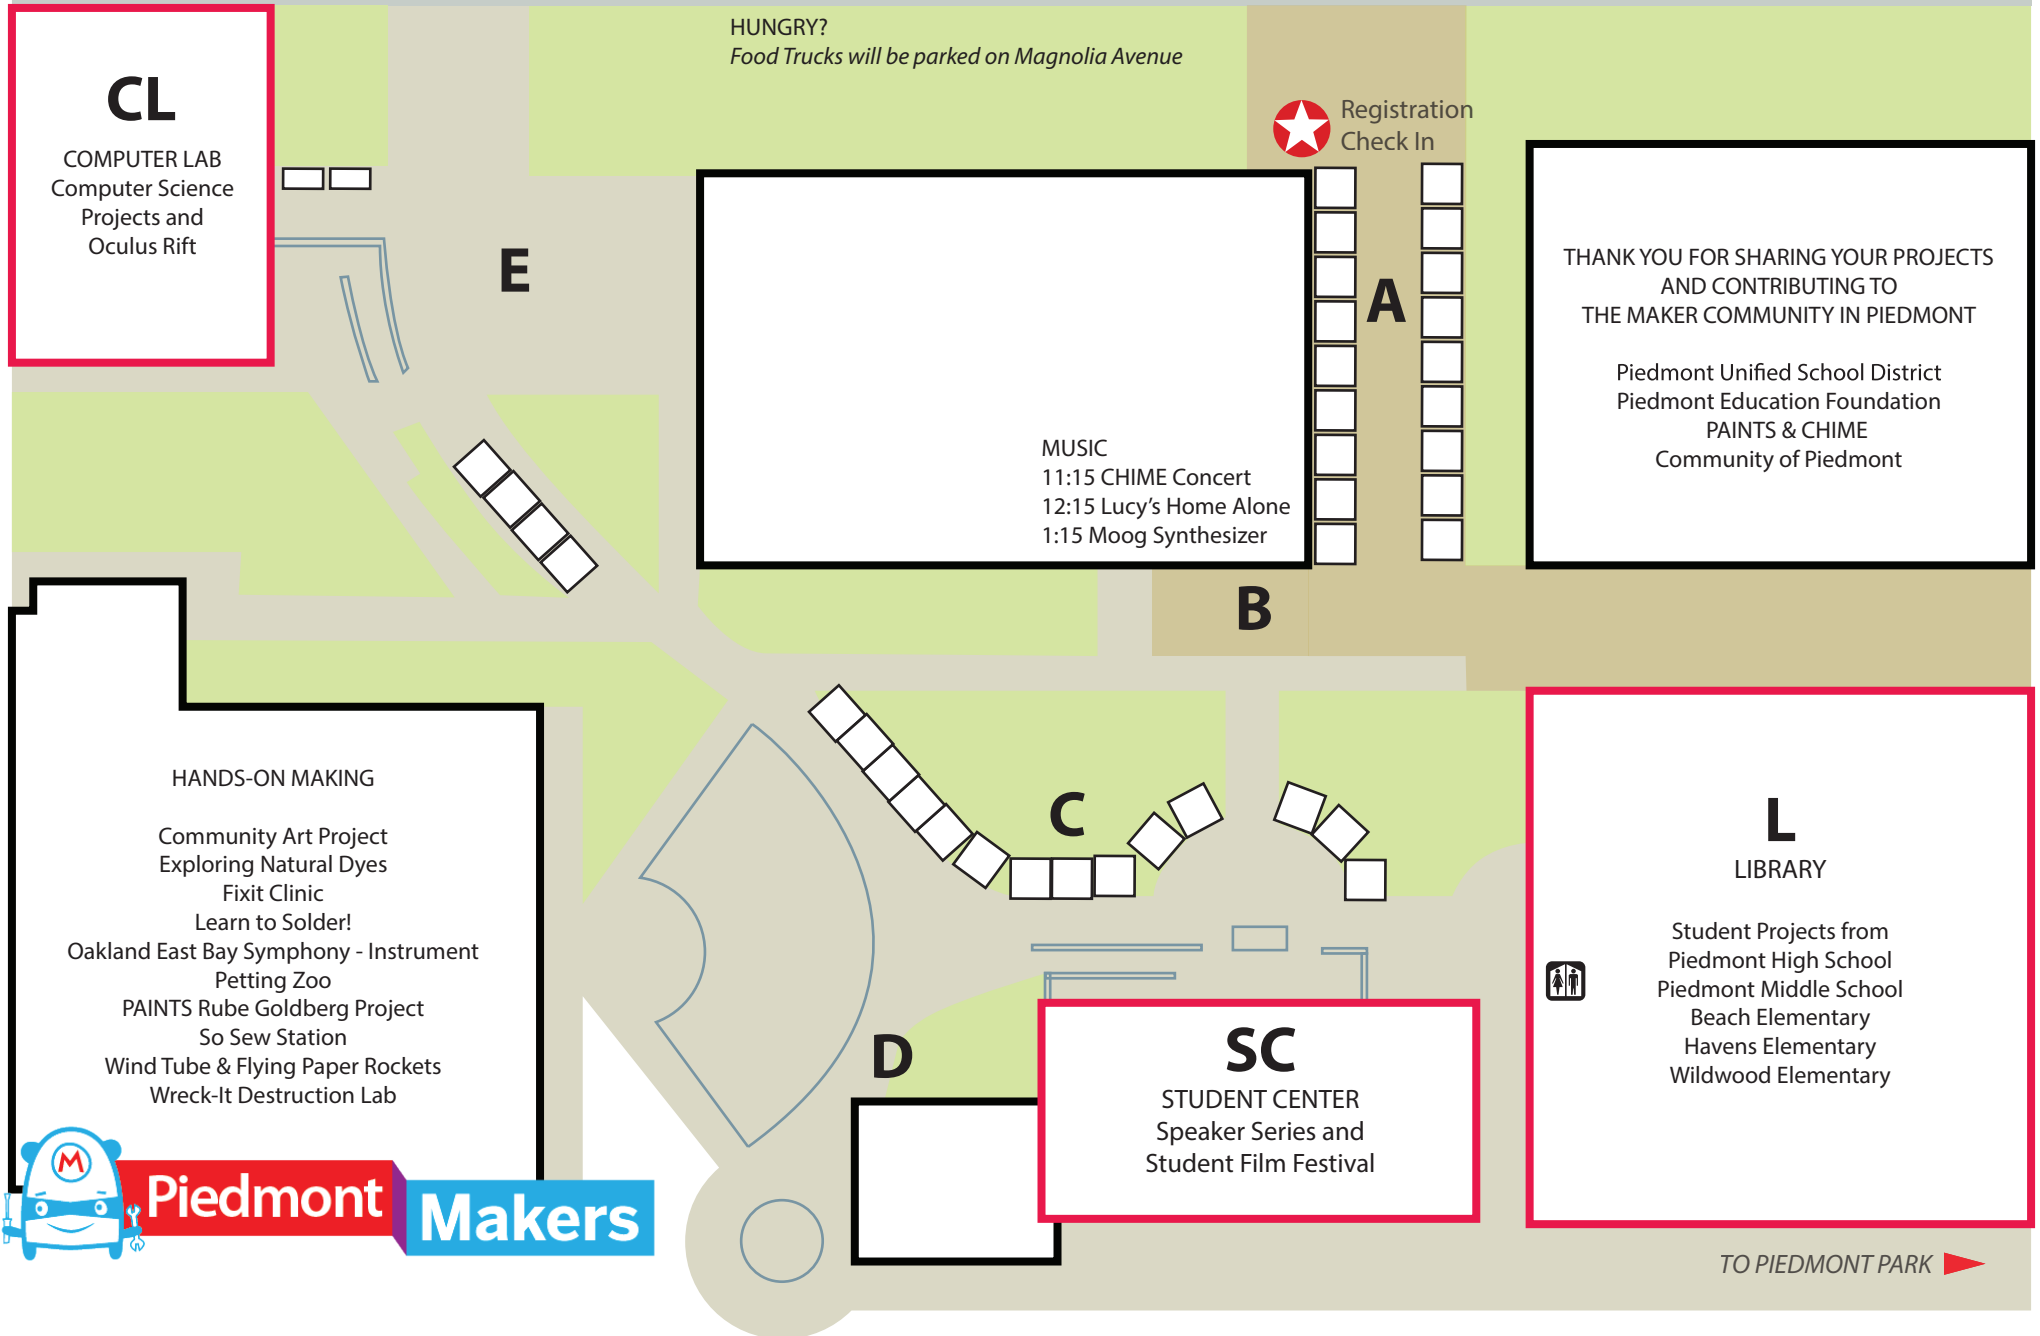 HUNGRY?
Food Trucks will be parked on Magnolia Avenue
CL
COMPUTER LAB
Computer Science
Projects and
Oculus Rift
E
Registration
Check In
A
THANK YOU FOR SHARING YOUR PROJECTS
AND CONTRIBUTING TO
THE MAKER COMMUNITY IN PIEDMONT
Piedmont Unified School District
Piedmont Education Foundation
PAINTS & CHIME
Community of Piedmont
MUSIC
11:15 CHIME Concert
12:15 Lucy's Home Alone
1:15 Moog Synthesizer
B
HANDS-ON MAKING
Community Art Project
Exploring Natural Dyes
Fixit Clinic
Learn to Solder!
Oakland East Bay Symphony - Instrument
Petting Zoo
PAINTS Rube Goldberg Project
So Sew Station
Wind Tube & Flying Paper Rockets
Wreck-It Destruction Lab
C
D
SC
STUDENT CENTER
Speaker Series and
Student Film Festival
L
LIBRARY
Student Projects from
Piedmont High School
Piedmont Middle School
Beach Elementary
Havens Elementary
Wildwood Elementary
M
Piedmont
Makers
TO PIEDMONT PARK